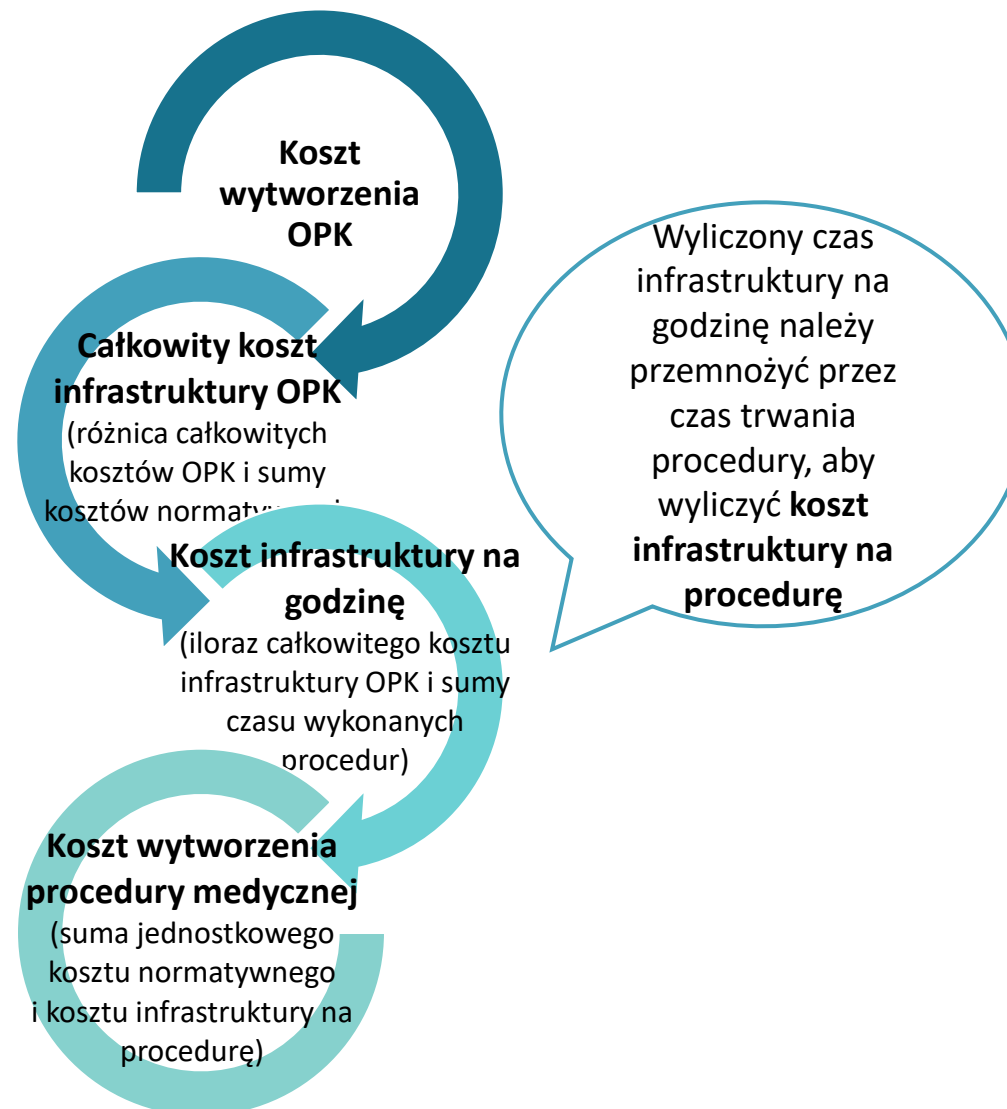 Koszt
wytworzenia
OPK
Całkowity koszt
infrastruktury OPK
(różnica całkowitych
kosztów OPK i sumy
kosztów
Koszt infrastruktury na
godzinę
(iloraz całkowitego kosztu
infrastruktury OPK i sumy
czasu wykonanych
procedur)
Koszt wytworzenia
procedury medycznej
(suma jednostkowego
kosztu normatywnego
i kosztu infrastruktury na
procedurę)
Wyliczony czas
infrastruktury na
godzinę należy
przemnożyć przez
czas trwania
procedury, aby
wyliczyć koszt
infrastruktury na
procedurę